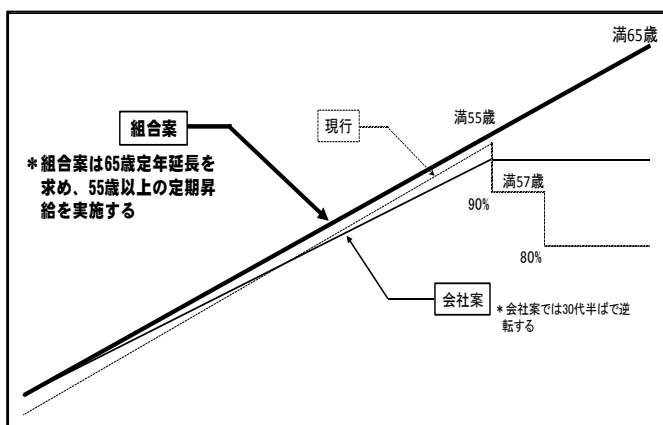 満65歳
満55歳
現行
組合案
*組合案は65歳定年延長を
求め、55歳以上の定期昇
給を実施する
満57歳
90%
80%
会社案
*会社案では30代半ばで逆
転する